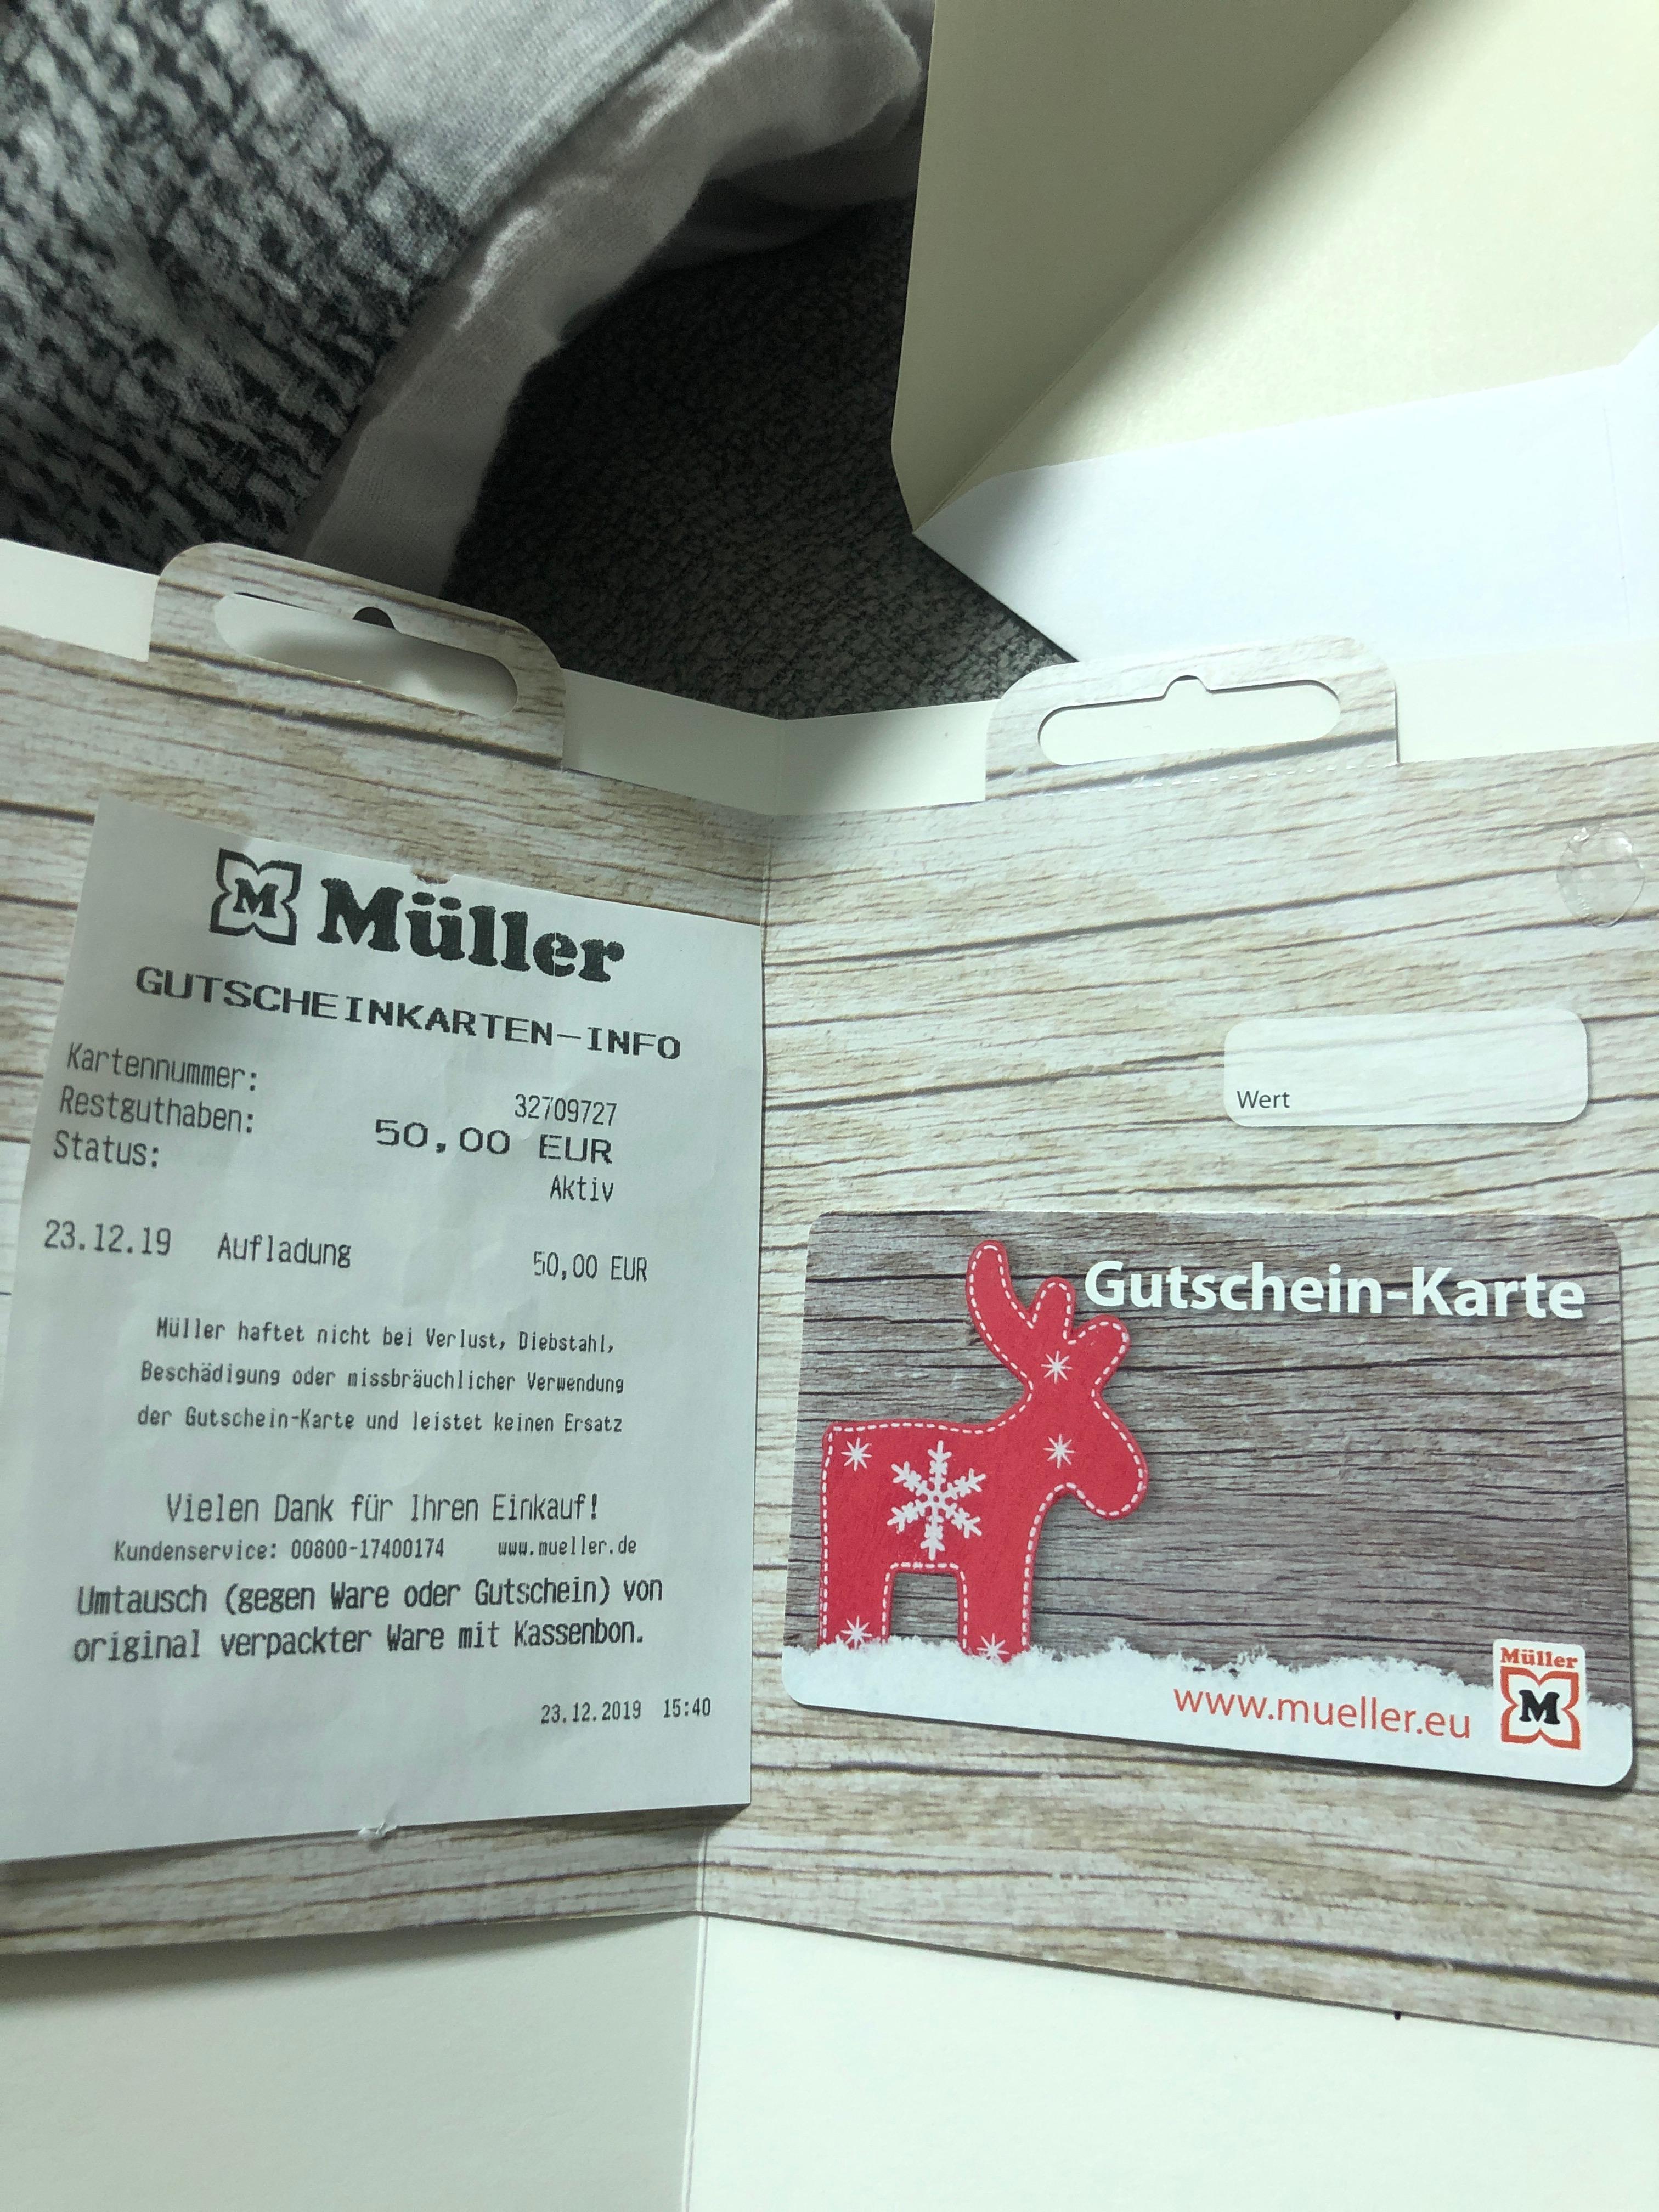 M Müller
GUTSCHEINKARTEN-INFO
Kartennummer: 32709727
Restguthaben: 50,00 EUR
Status: Aktiv
23.12.19 Aufladung 50,00 EUR
Müller haftet nicht bei Verlust, Diebstahl,
Beschädigung oder missbräuchlicher Verwendung
der Gutschein-Karte und leistet keinen Ersatz
Vielen Dank für Ihren Einkauf!
Kundenservice: 00800-17400174 www.mueller.de
Umtausch (gegen Ware oder Gutschein) von
original verpackter Ware mit Kassenbon.
23.12.2019 15:40
Wert
Gutschein-Karte
www.mueller.eu
Müller
M